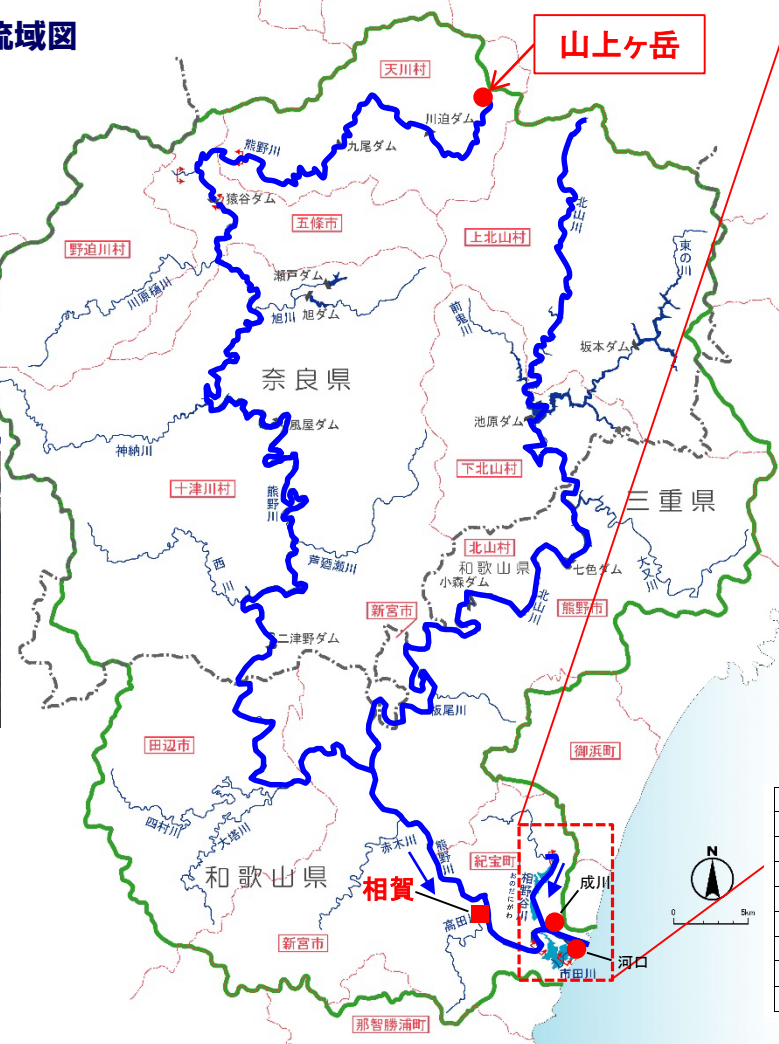 流域図
山上ヶ岳
天川村
川迫ダム
九尾ダム
熊野川
猿谷ダム
五條市
上北山村
北山川
東の川
野迫川村
川原樋川
瀬戸ダム
旭川
旭ダム
前鬼川
坂本ダム
奈良県
池原ダム
風屋ダム
神納川
下北山村
十津川村
熊野川
三重県
北山村
和歌山県
七色ダム
大又川
芦廼瀬川
西川
小森ダム
北山川
熊野市
新宮市
二津野ダム
板尾川
田辺市
御浜町
四村川
大塔川
赤木川
熊野川
紀宝町
相野谷川
おのだにがわ
成川
和歌山県
相賀
高田川
新宮市
河口
市田川
那智勝浦町
N
0
5km